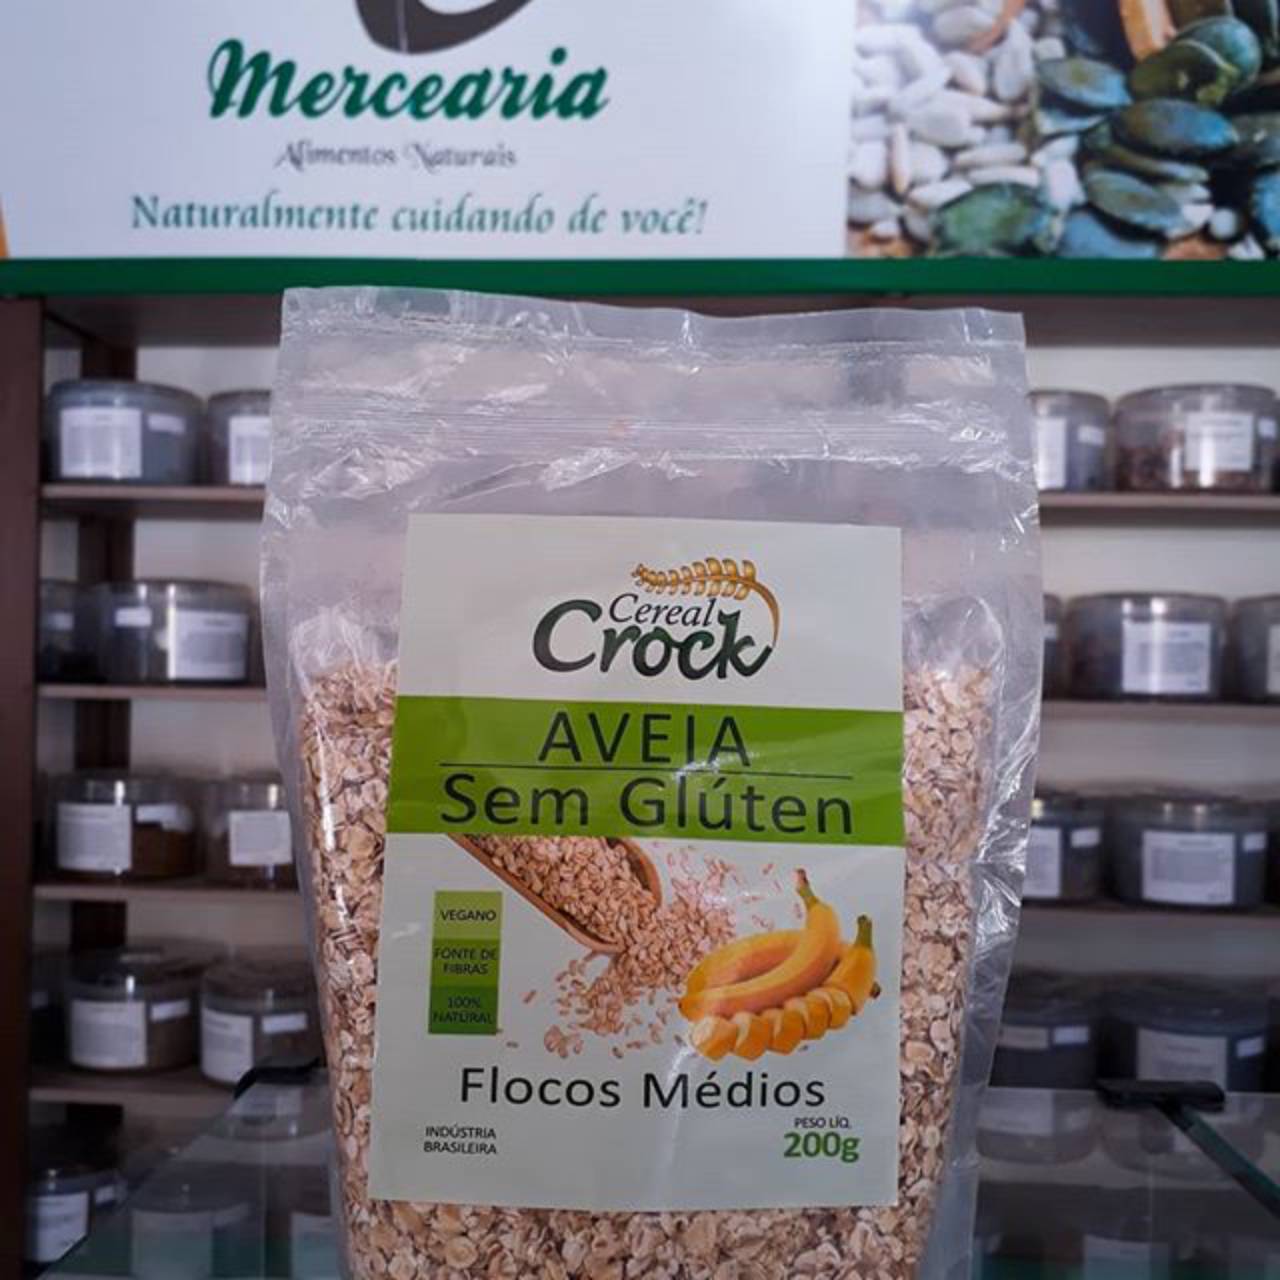 Mercearia
Alimentos Naturais
Naturalmente cuidando de você!
Cereal
Crock
AVEIA
Sem Glúten
VEGANO
FONTE DE
FIBRAS
100%
NATURAL
Flocos Médios
INDÚSTRIA
BRASILEIRA
PESO LÍQ.
200g